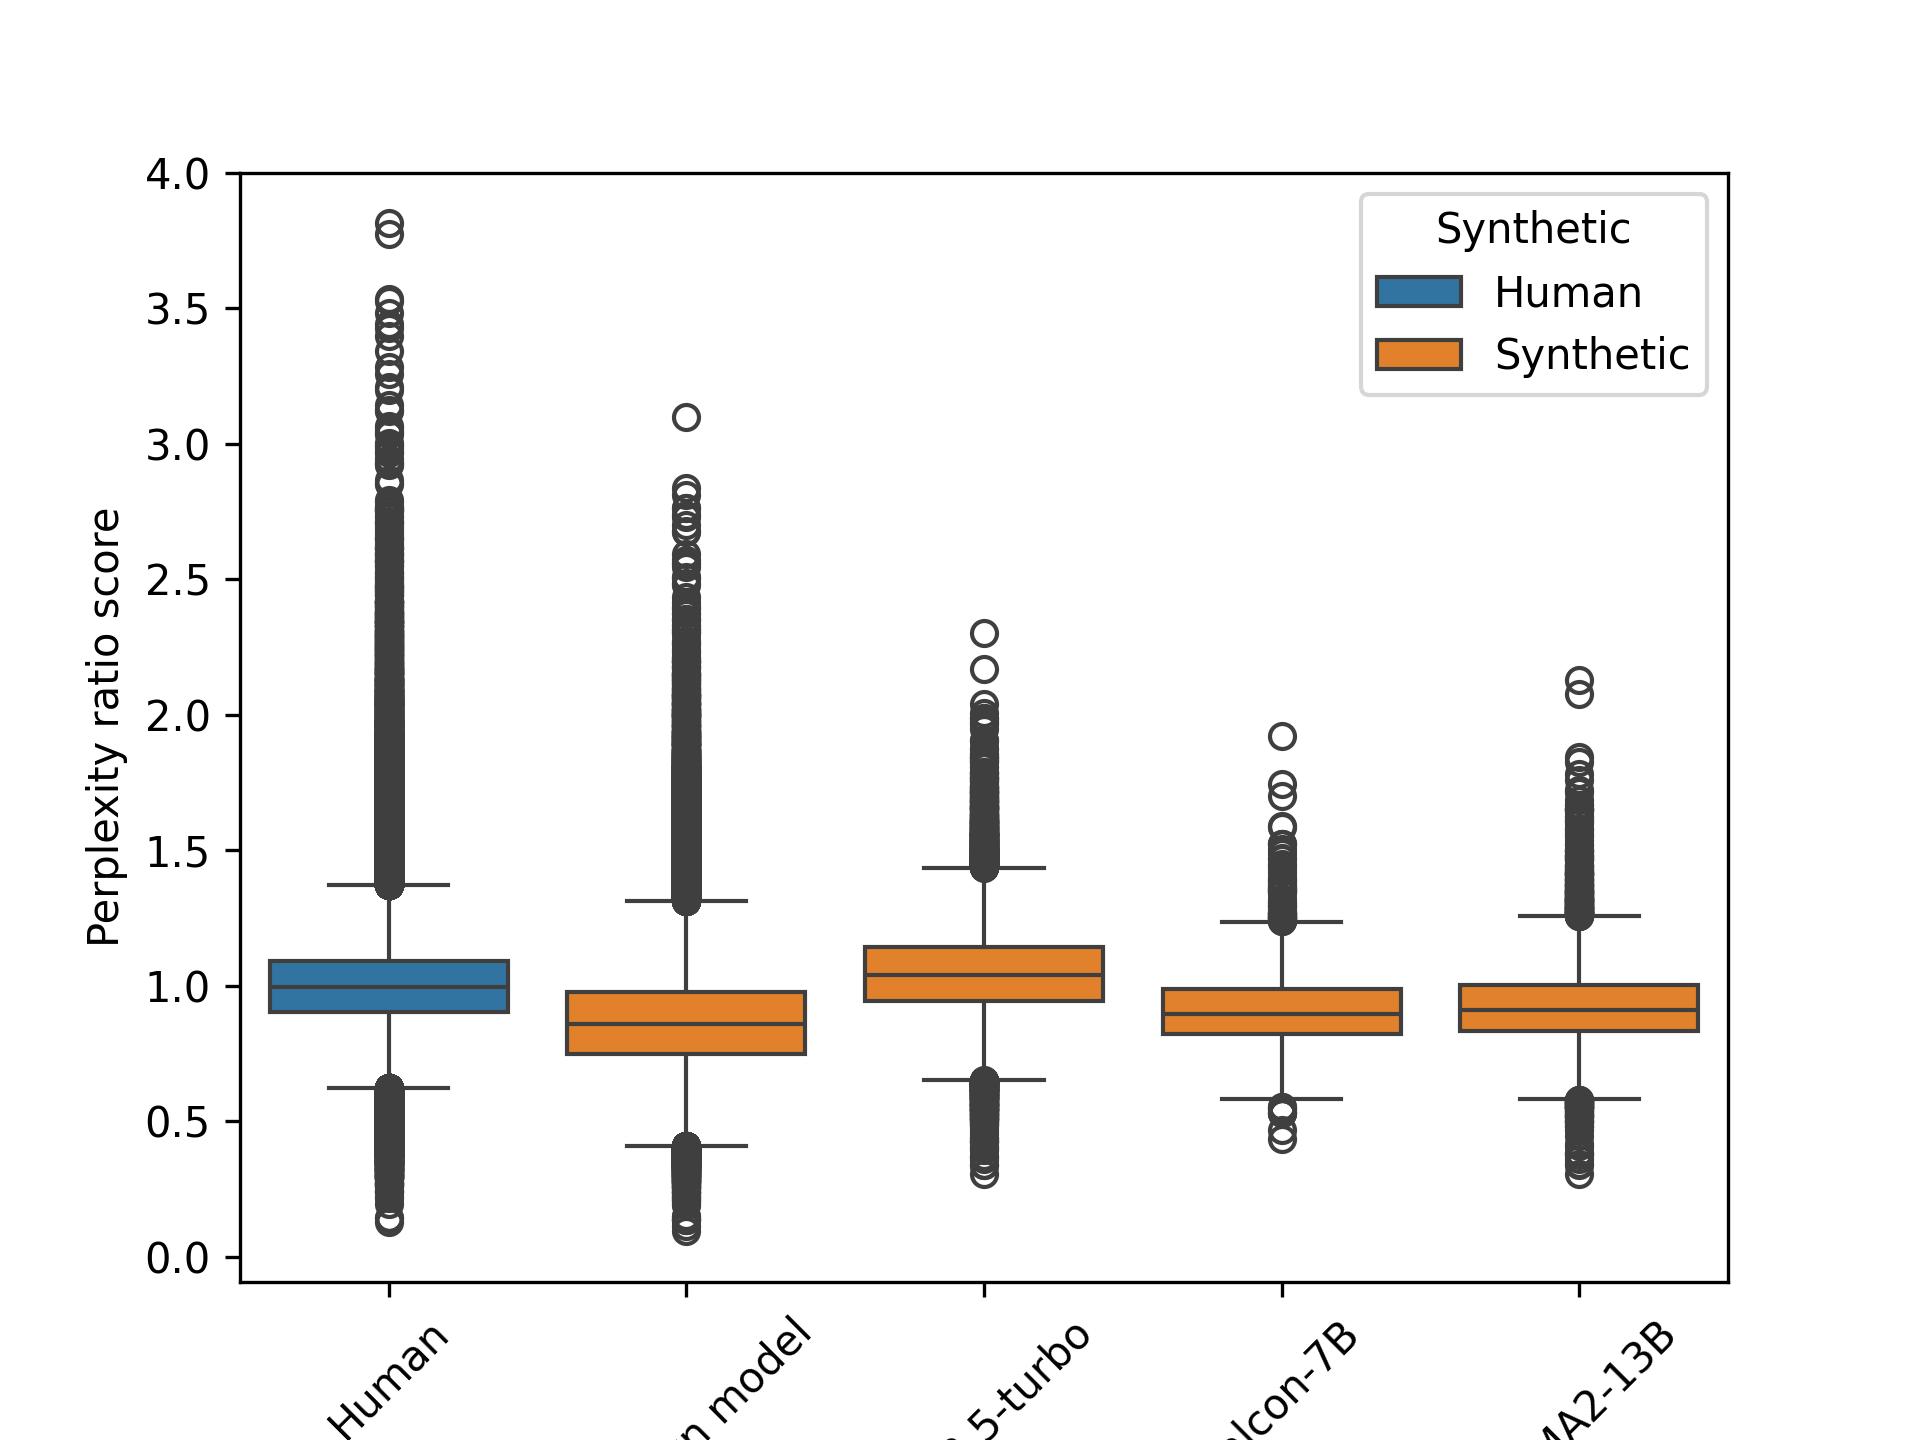 4.0
3.5
3.0
2.5
2.0
1.5
1.0
0.5
0.0
Perplexity ratio score
Synthetic
Human
Synthetic
Human
model
5-turbo
lcon-7B
MA2-13B